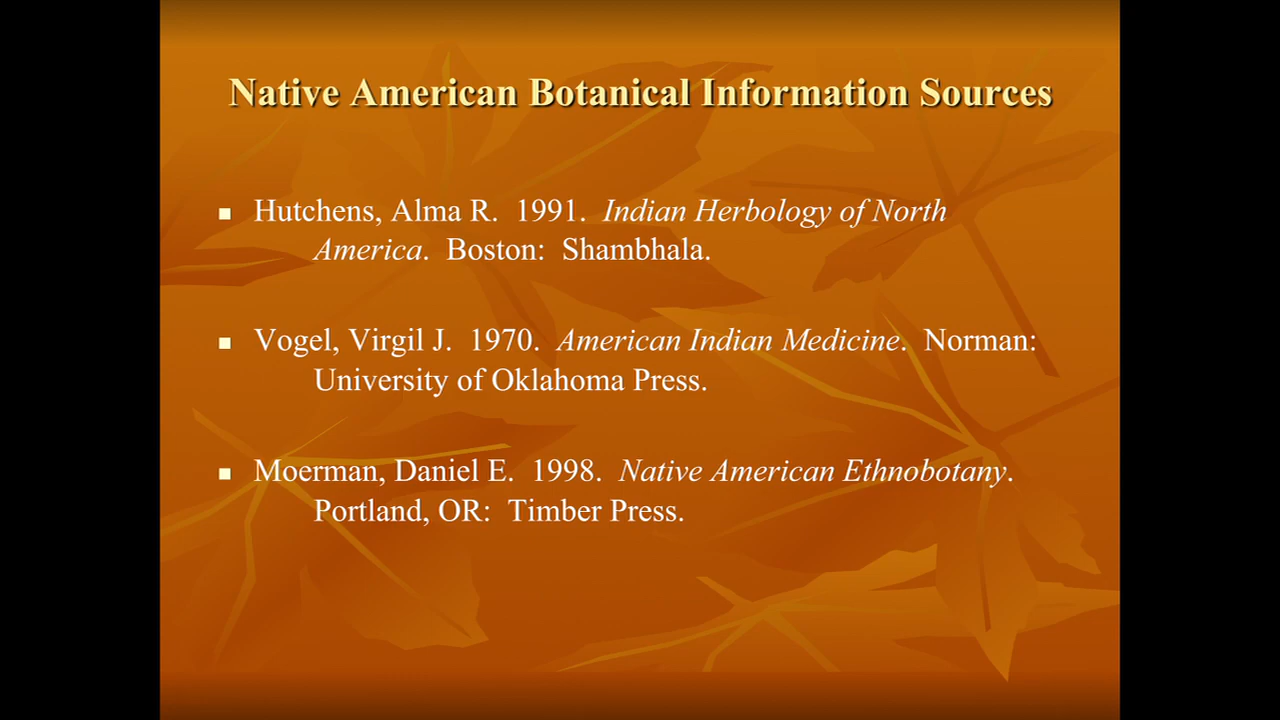 Native American Botanical Information Sources
Hutchens, Alma R.  1991.  Indian Herbology of North
America.  Boston:  Shambhala.
Vogel, Virgil J.  1970.  American Indian Medicine.  Norman:
University of Oklahoma Press.
Moerman, Daniel E.  1998.  Native American Ethnobotany.
Portland, OR:  Timber Press.